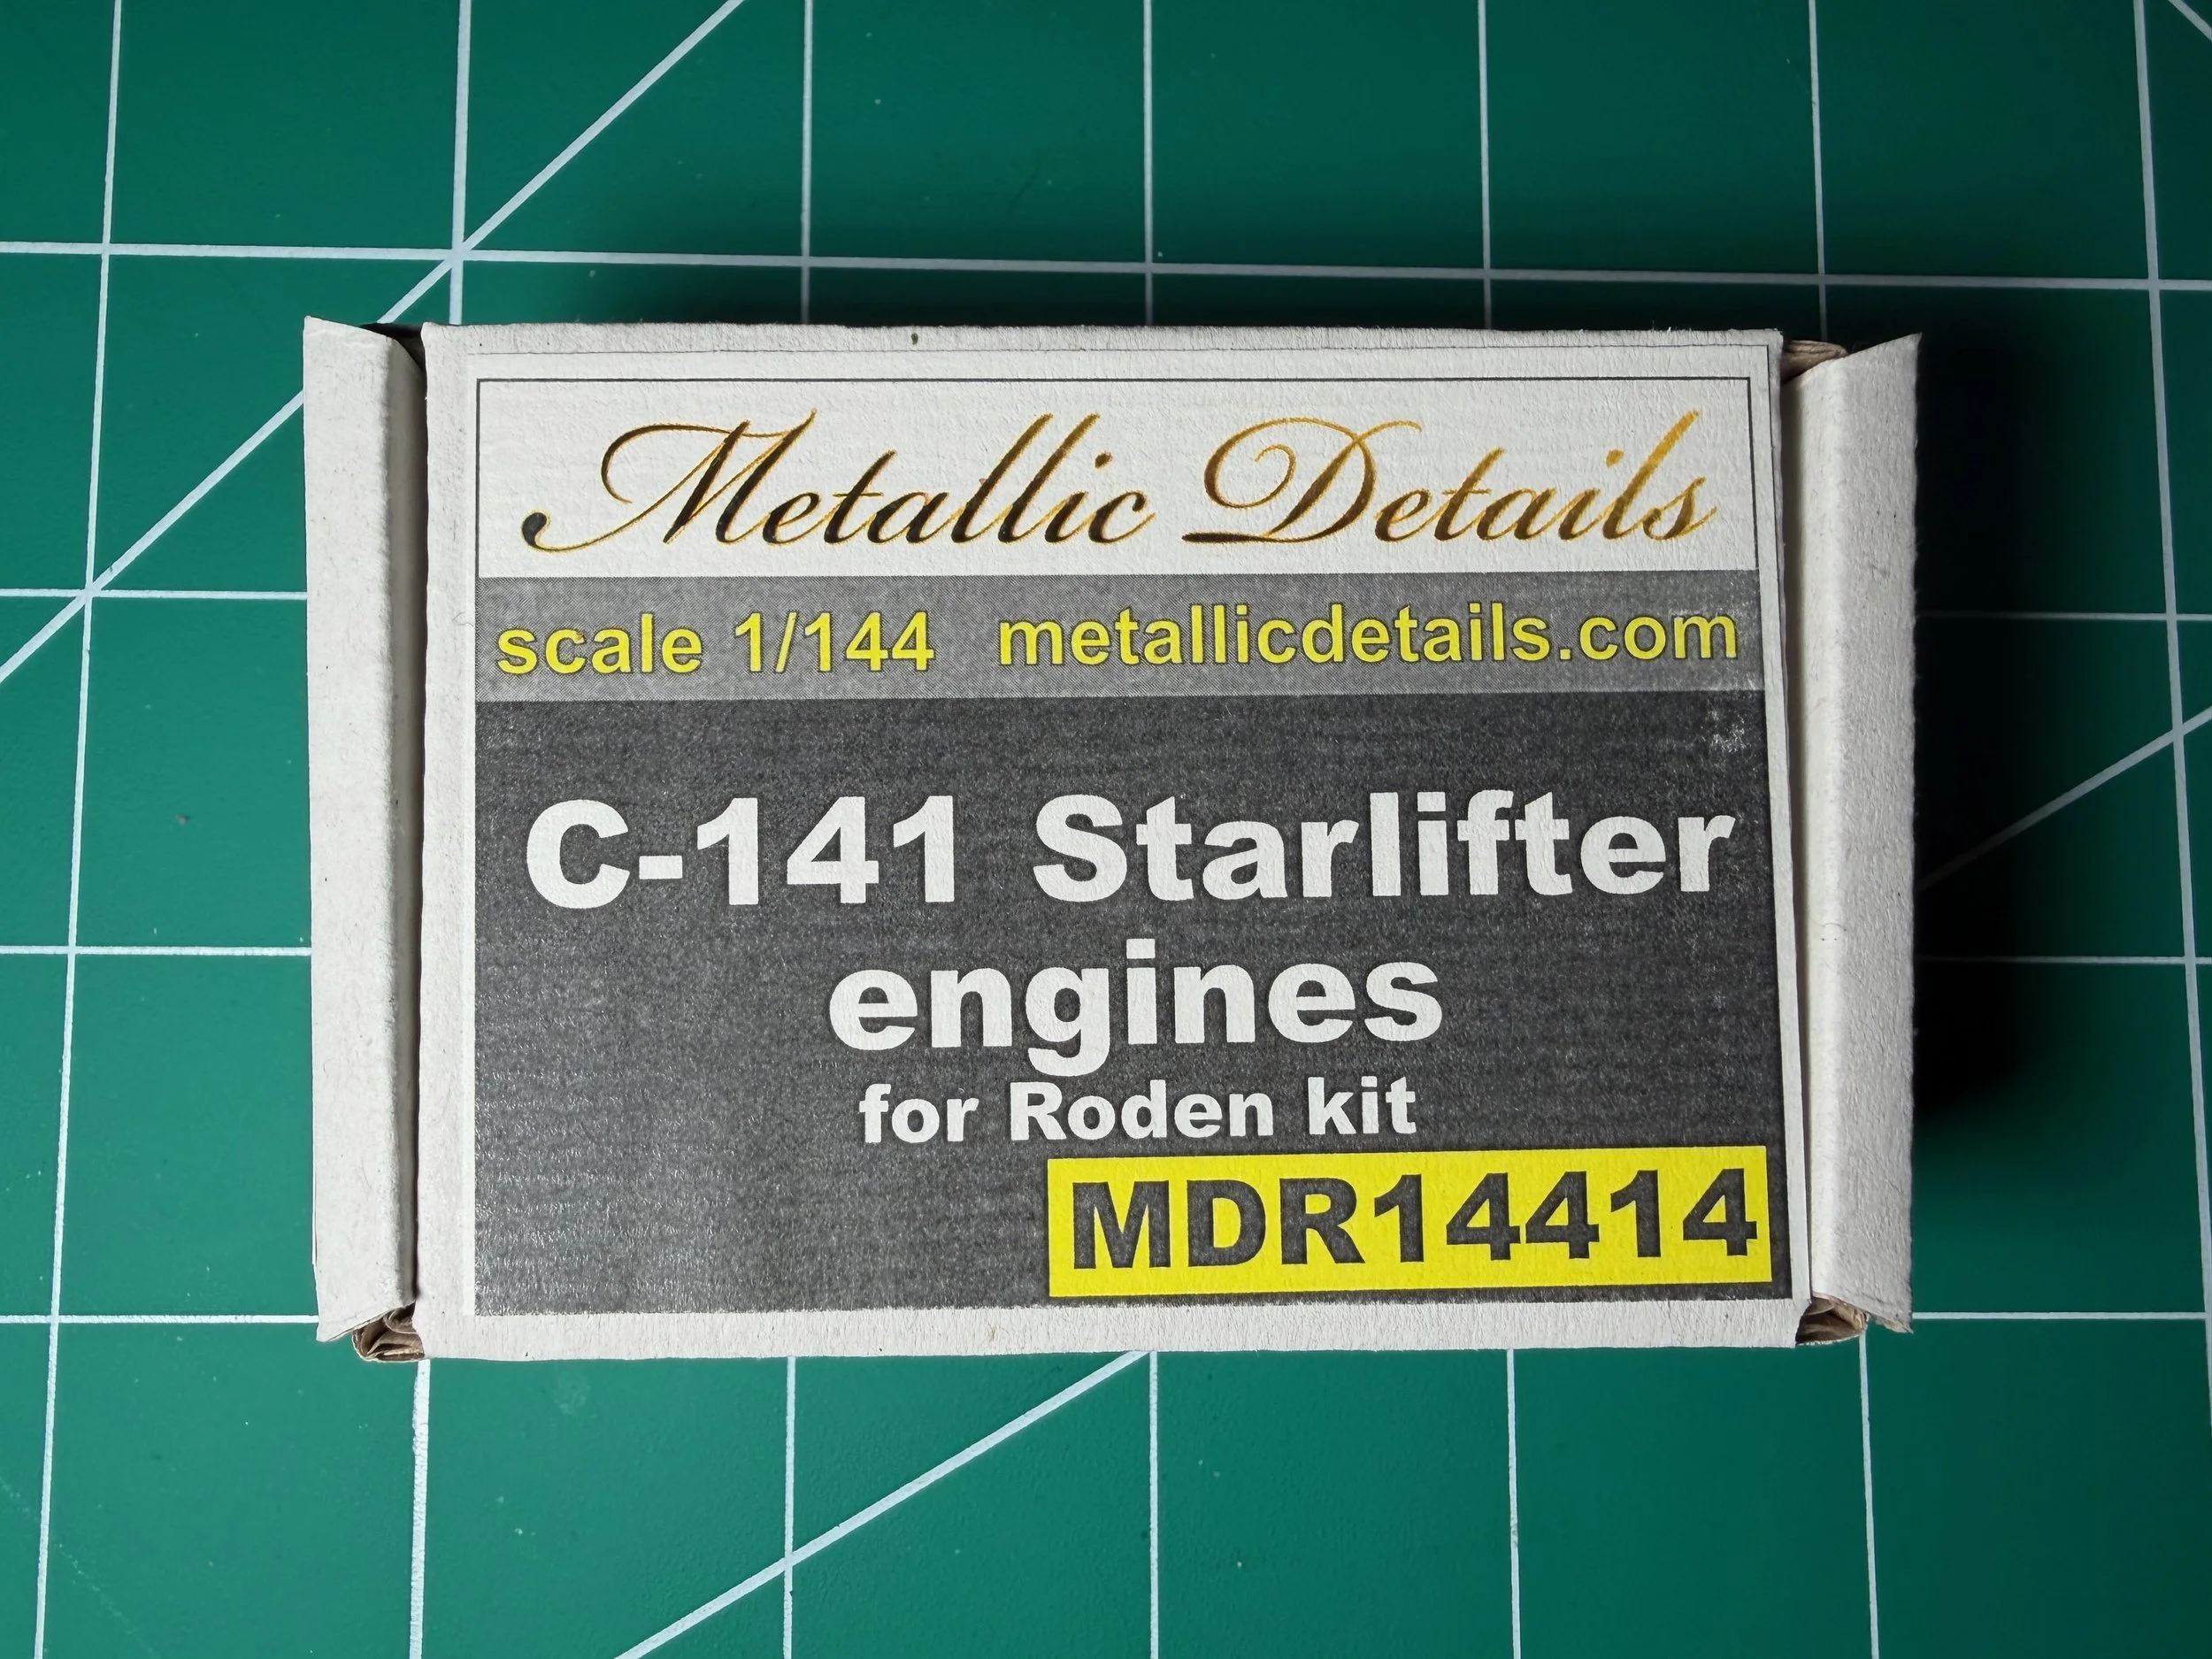 Metallic Details
scale 1/144 metallicdetails.com
C-141 Starlifter
engines
for Roden kit
MDR14414